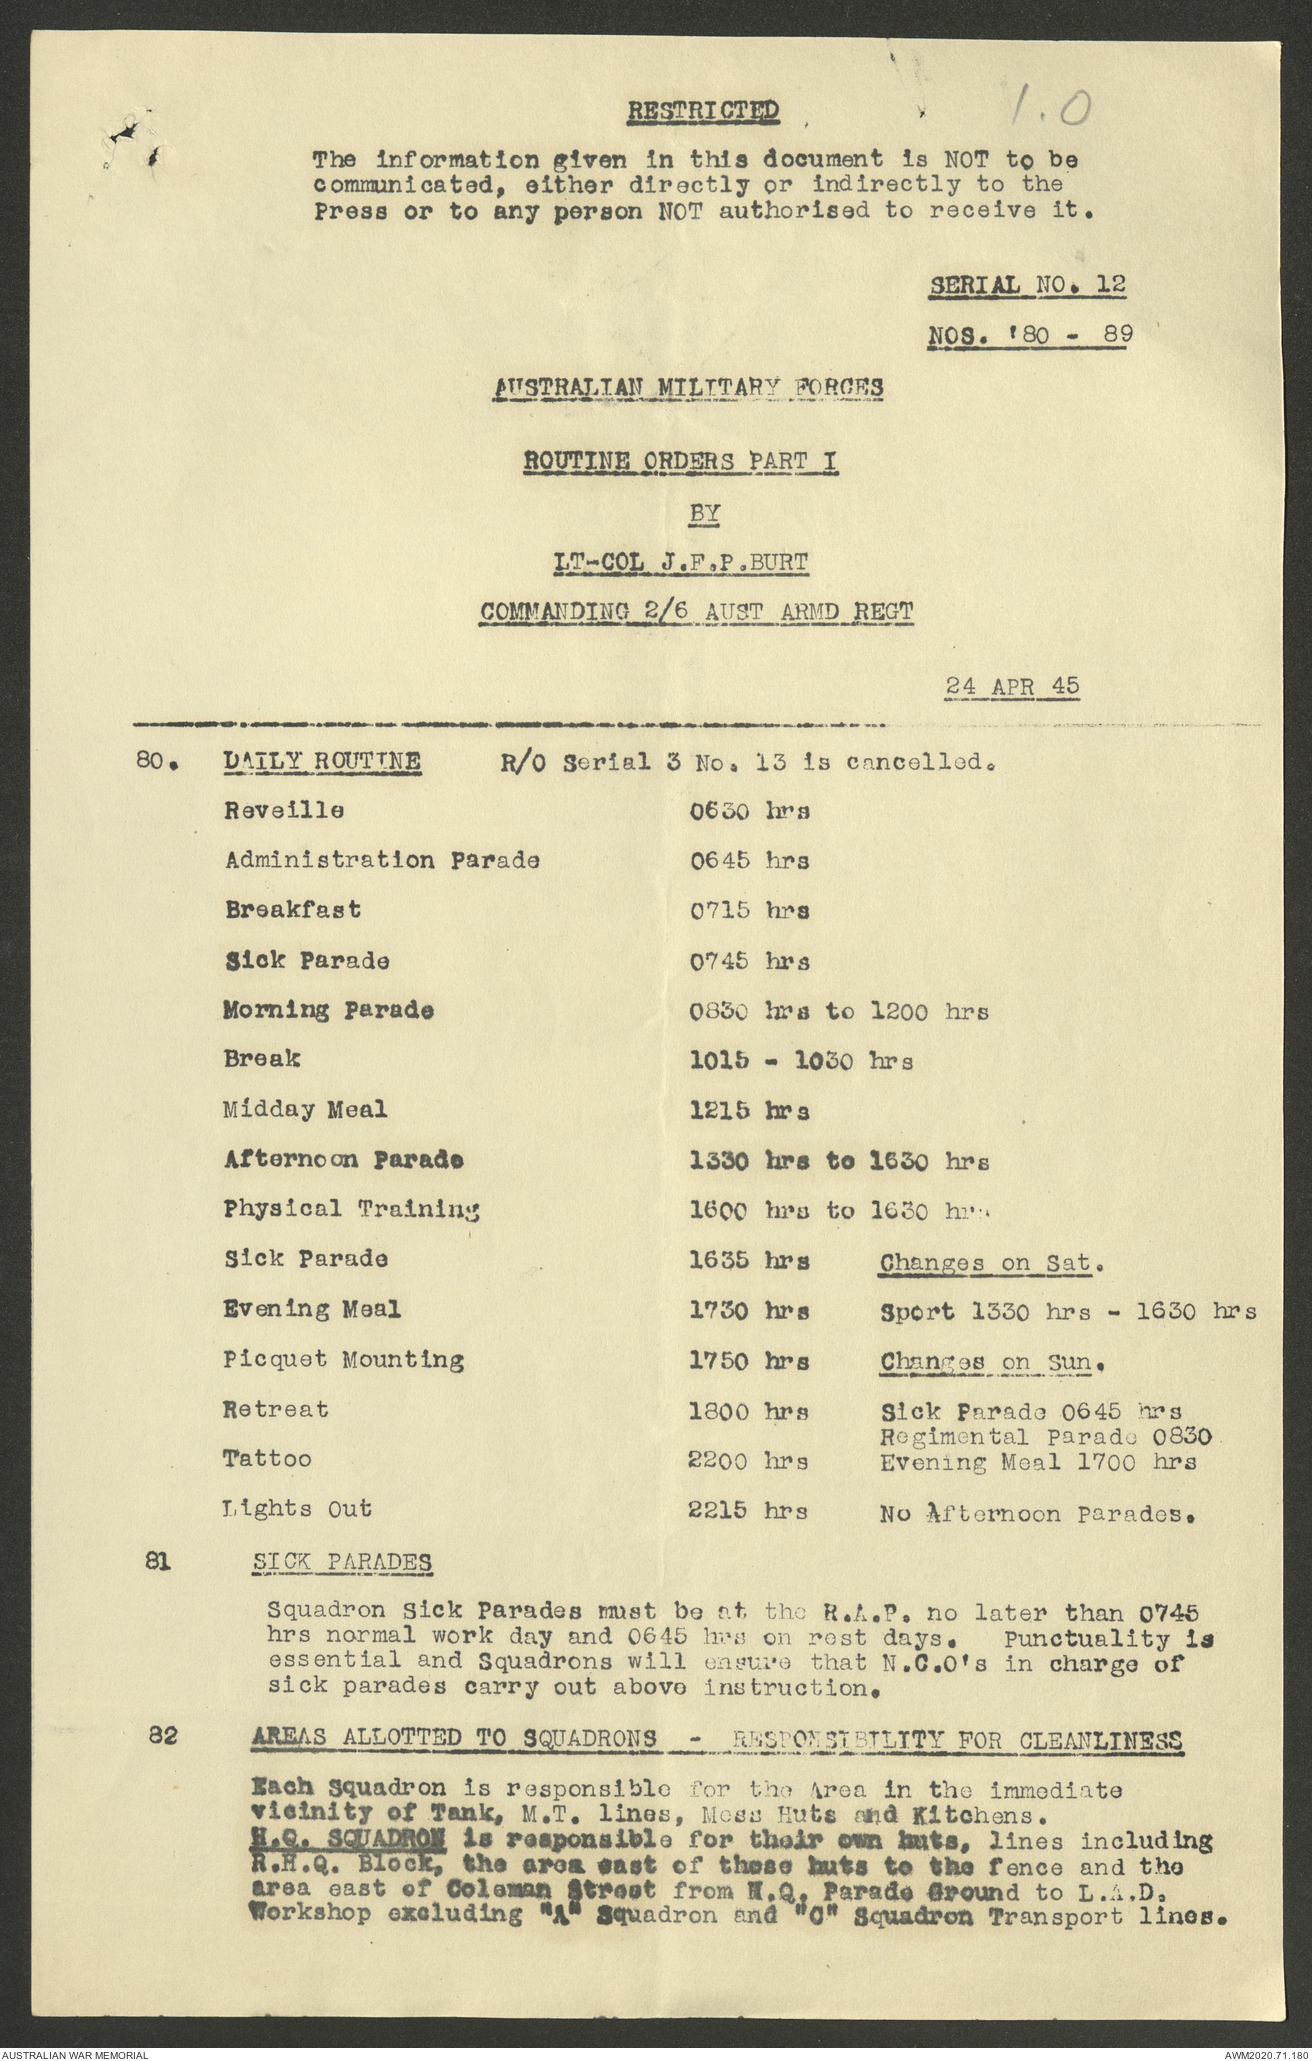 1.0
RESTRICTED
The information given in this document is NOT to be
communicated, either directly or indirectly to the
Press or to any person NOT authorised to receive it.
SERIAL NO. 12
NOS. '80 - 89
AUSTRALIAN MILITARY FORCES
ROUTINE ORDERS PART I
BY
LT-COL J.F.P.BURT
COMMANDING 2/6 AUST ARMD REGT
24 APR 45
80. DAILY ROUTINE R/O Serial 3 No. 13 is cancelled.
Reveille 0630 hrs
Administration Parade 0645 hrs
Breakfast 0715 hrs
Sick Parade 0745 hrs
Morning Parade 0830 hrs to 1200 hrs
Break 1015 - 1030 hrs
Midday Meal 1215 hrs
Afternoon Parade 1330 hrs to 1630 hrs
Physical Training 1600 hrs to 1630 hrs
Sick Parade 1635 hrs Changes on Sat.
Evening Meal 1730 hrs Sport 1330 hrs - 1630 hrs
Picquet Mounting 1750 hrs Changes on Sun.
Retreat 1800 hrs Sick Parade 0645 hrs
Regimental Parade 0830
Tattoo 2200 hrs Evening Meal 1700 hrs
Lights Out 2215 hrs No Afternoon Parades.
81 SICK PARADES
Squadron Sick Parades must be at the R.A.P. no later than 0745
hrs normal work day and 0645 hrs on rest days. Punctuality is
essential and Squadrons will ensure that N.C.O's in charge of
sick parades carry out above instruction.
82 AREAS ALLOTTED TO SQUADRONS - RESPONSIBILITY FOR CLEANLINESS
Each Squadron is responsible for the Area in the immediate
vicinity of Tank, M.T. lines, Mess Huts and Kitchens.
H.Q. SQUADRON is responsible for their own huts, lines including
R.H.Q. Block, the area east of these huts to the fence and the
area east of Coleman Street from H.Q. Parade Ground to L.A.D.
Workshop excluding "A" Squadron and "C" Squadron Transport lines.
AUSTRALIAN WAR MEMORIAL AWM2020.71.180